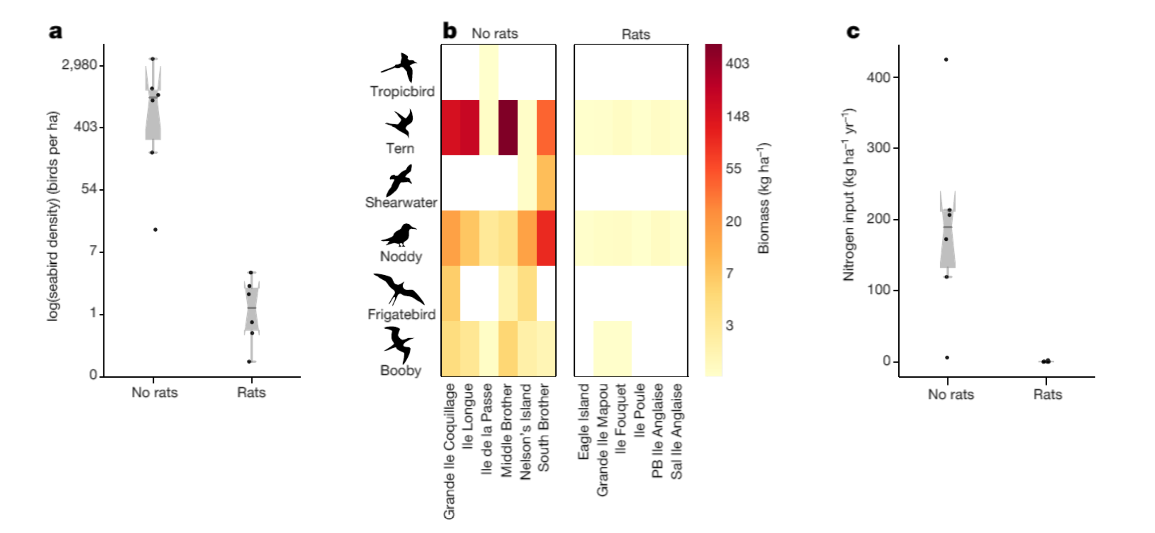 a
log(seabird density) (birds per ha)
2,980
403
54
7
1
0
No rats
Rats
b
No rats
Rats
Tropicbird
Tern
Shearwater
Noddy
Frigatebird
Booby
Grande Ile Coquillage
Ile Longue
Ile de la Passe
Middle Brother
Nelson's Island
South Brother
Eagle Island
Grande Ile Mapou
Ile Fouquet
Ile Poule
PB Ile Anglaise
Sal Ile Anglaise
403
148
55
20
7
3
Biomass (kg ha⁻¹)
c
Nitrogen input (kg ha⁻¹ yr⁻¹)
400
300
200
100
0
No rats
Rats